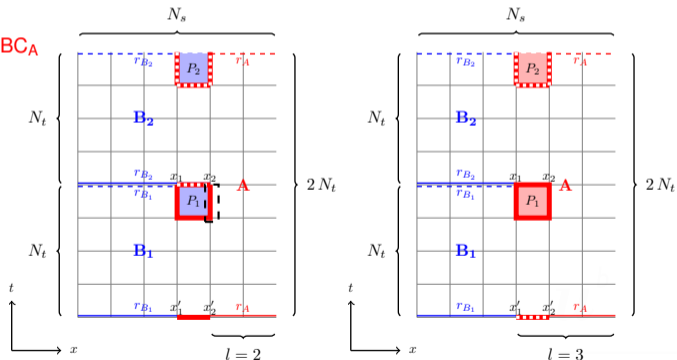 BC_A
N_s
N_s
r_{B_2}
P_2
r_A
r_{B_2}
P_2
r_A
N_t
B_2
N_t
B_2
r_{B_2}
x_1
x_2
r_{B_2}
x_1
x_2
r_{B_1}
P_1
A
2 N_t
r_{B_1}
P_1
A
2 N_t
N_t
B_1
N_t
B_1
t
r_{B_1}
x'_1
x'_2
r_A
t
r_{B_1}
x'_1
x'_2
r_A
x
l = 2
x
l = 3